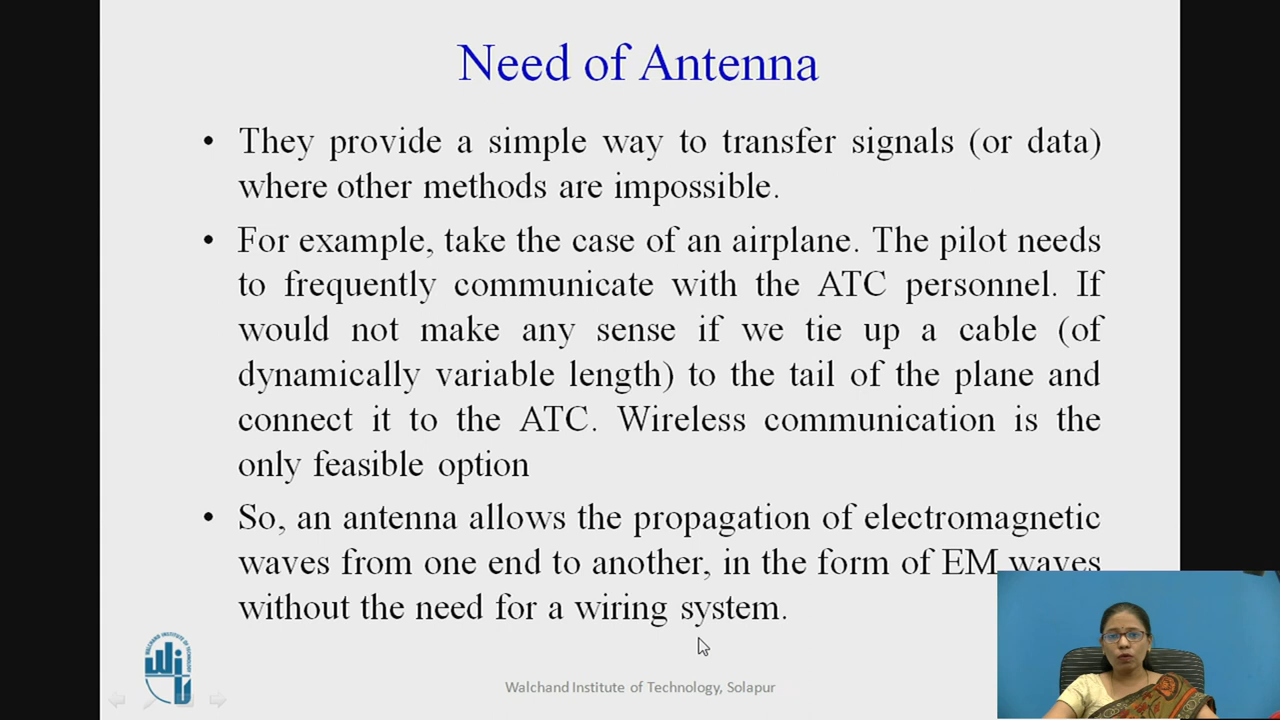 Need of Antenna
• They provide a simple way to transfer signals (or data)
where other methods are impossible.
• For example, take the case of an airplane. The pilot needs
to frequently communicate with the ATC personnel. If
would not make any sense if we tie up a cable (of
dynamically variable length) to the tail of the plane and
connect it to the ATC. Wireless communication is the
only feasible option
• So, an antenna allows the propagation of electromagnetic
waves from one end to another, in the form of EM waves
without the need for a wiring system.
WALCHAND INSTITUTE OF TECHNOLOGY
WIT
Walchand Institute of Technology, Solapur